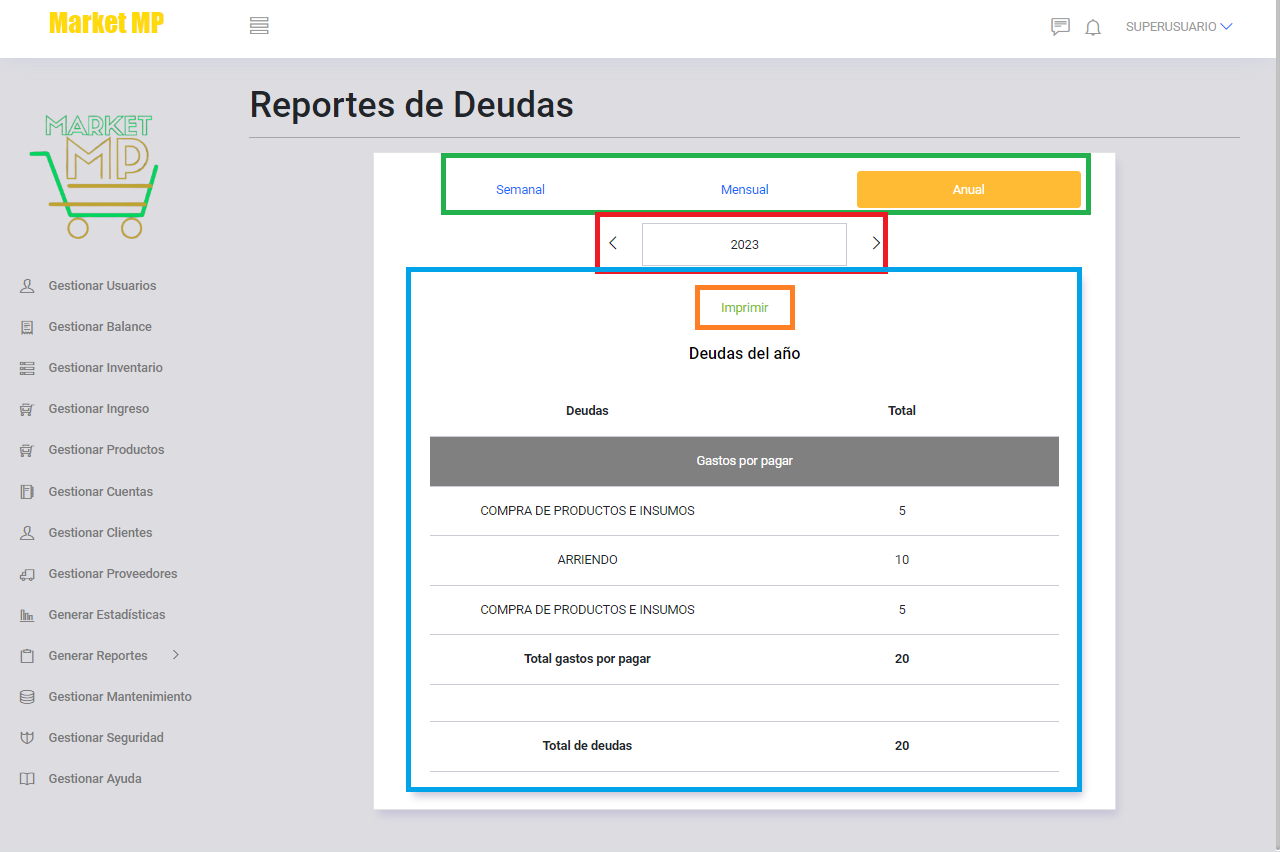 Market MP
SUPERUSUARIO
MARKET
MP
Reportes de Deudas
Semanal Mensual Anual
2023
Imprimir
Deudas del año
Deudas Total
Gastos por pagar
COMPRA DE PRODUCTOS E INSUMOS 5
ARRIENDO 10
COMPRA DE PRODUCTOS E INSUMOS 5
Total gastos por pagar 20
Total de deudas 20
Gestionar Usuarios
Gestionar Balance
Gestionar Inventario
Gestionar Ingreso
Gestionar Productos
Gestionar Cuentas
Gestionar Clientes
Gestionar Proveedores
Generar Estadísticas
Generar Reportes
Gestionar Mantenimiento
Gestionar Seguridad
Gestionar Ayuda